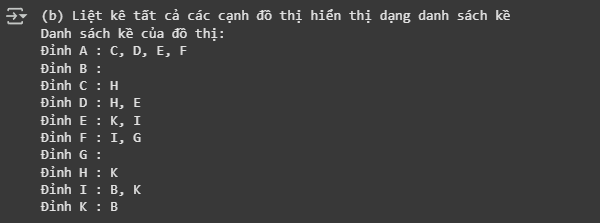 (b) Liệt kê tất cả các cạnh đồ thị hiển thị dạng danh sách kề
Danh sách kề của đồ thị:
Đỉnh A : C, D, E, F
Đỉnh B :
Đỉnh C : H
Đỉnh D : H, E
Đỉnh E : K, I
Đỉnh F : I, G
Đỉnh G :
Đỉnh H : K
Đỉnh I : B, K
Đỉnh K : B